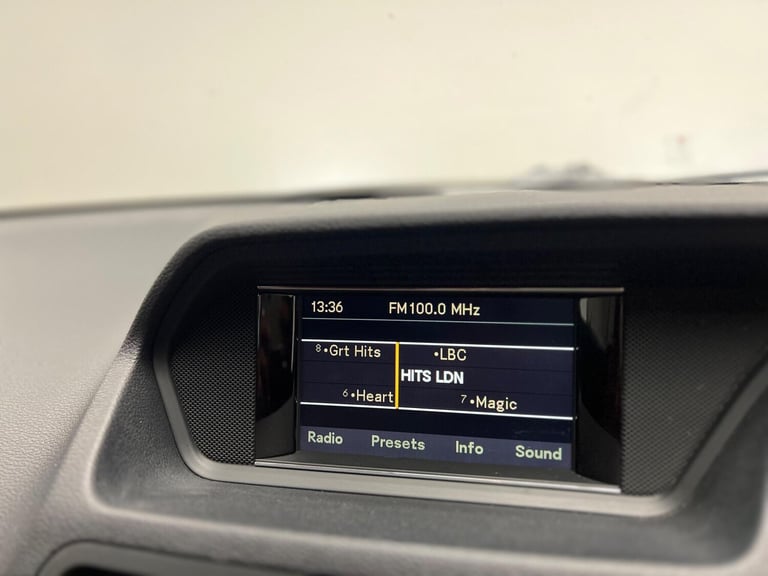 13:36 FM100.0 MHz
8•Grt Hits •LBC
HITS LDN
6•Heart 7•Magic
Radio Presets Info Sound